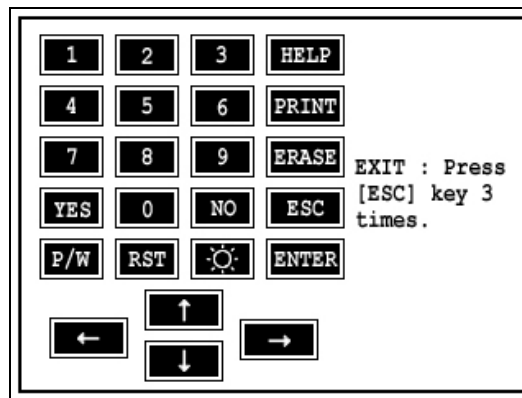 1 2 3 HELP
4 5 6 PRINT
7 8 9 ERASE
YES 0 NO ESC
P/W RST ENTER
↑
← →
↓
EXIT : Press
[ESC] key 3
times.